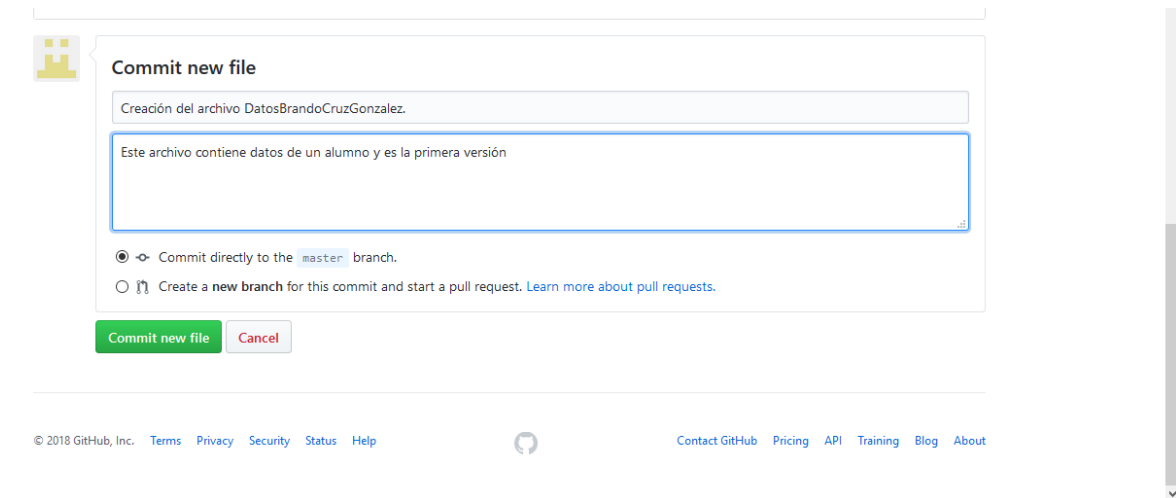 Commit new file
Creación del archivo DatosBrandoCruzGonzalez.
Este archivo contiene datos de un alumno y es la primera versión
Commit directly to the master branch.
Create a new branch for this commit and start a pull request. Learn more about pull requests.
Commit new file Cancel
© 2018 GitHub, Inc. Terms Privacy Security Status Help Contact GitHub Pricing API Training Blog About